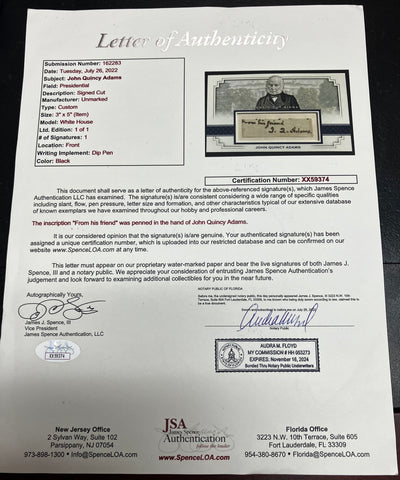 Letter of Authenticity
Submission Number: 162283
Date: Tuesday, July 26, 2022
Subject: John Quincy Adams
Field: Presidential
Description: Signed Cut
Manufacturer: Unmarked
Type: Custom
Size: 3" x 5" (Item)
Model: White House
Ltd. Edition: 1 of 1
# of Signatures: 1
Location: Front
Writing Implement: Dip Pen
Color: Black
From his friend
J. Q. Adams.
JOHN QUINCY ADAMS
Certification Number: XX59374
This document shall serve as a letter of authenticity for the above-referenced signature(s), which James Spence
Authentication LLC has examined. The signature(s) is/are consistent considering a wide range of specific qualities,
including slant, flow, pen pressure, letter size and formation, and other characteristics typical of our extensive database
of known exemplars we have examined throughout our hobby and professional careers.
The inscription "From his friend" was penned in the hand of John Quincy Adams.
It is our considered opinion that the signature(s) is/are genuine. Your authenticated signature(s) has been
assigned a unique certification number, which is uploaded into our restricted database and can be confirmed on our
website www.SpenceLOA.com at any time.
This letter must appear on our proprietary water-marked paper and bear the live signatures of both James J.
Spence, III and a notary public. We appreciate your consideration of entrusting James Spence Authentication's
judgement and look forward to examining additional collectibles for you in the near future.
Autographically Yours,
James J. Spence, III
Vice President
James Spence Authentication, LLC
XX59374
NOTARY PUBLIC OF FLORIDA
Notary Public
AUDRA M. FLOYD
MY COMMISSION # HH 053273
EXPIRES: November 16, 2024
Bonded Thru Notary Public Underwriters
New Jersey Office
2 Sylvan Way, Suite 102
Parsippany, NJ 07054
973-898-1300 • Info@SpenceLOA.com
JSA
James Spence
Authentication
Florida Office
3223 N.W. 10th Terrace, Suite 605
Fort Lauderdale, FL 33309
954-380-8670 • Florida@SpenceLOA.com